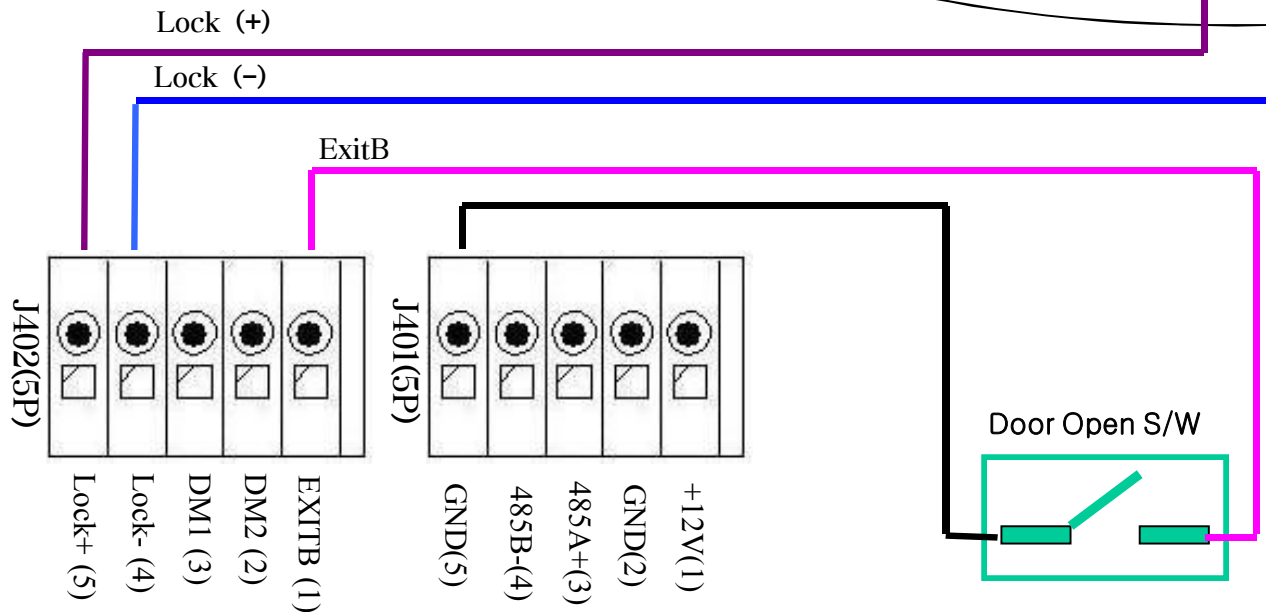 Lock (+)
Lock (-)
ExitB
J402(5P)
J401(5P)
Door Open S/W
Lock+ (5)
Lock- (4)
DM1 (3)
DM2 (2)
EXITB (1)
GND(5)
485B-(4)
485A+(3)
GND(2)
+12V(1)